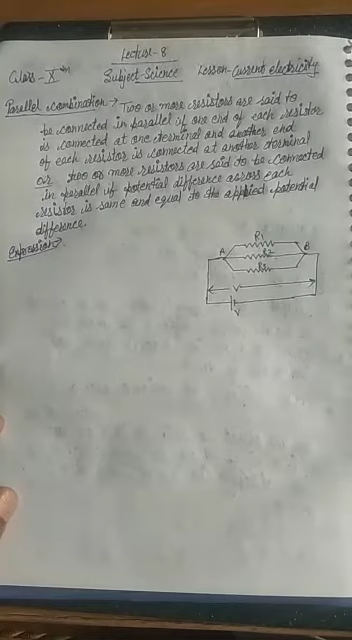 Lecture-8
Class-Xth Subject-Science Lesson-Current electricity
Parallel combination→ Two or more resistors are said to
be connected in parallel if one end of each resistor
is connected at one terminal and another end
of each resistor is connected at another terminal
or two or more resistors are said to be connected
in parallel if potential difference across each
resistor is same and equal to the applied potential
difference.
Expression→
R1
A R2 B
R3
V
V